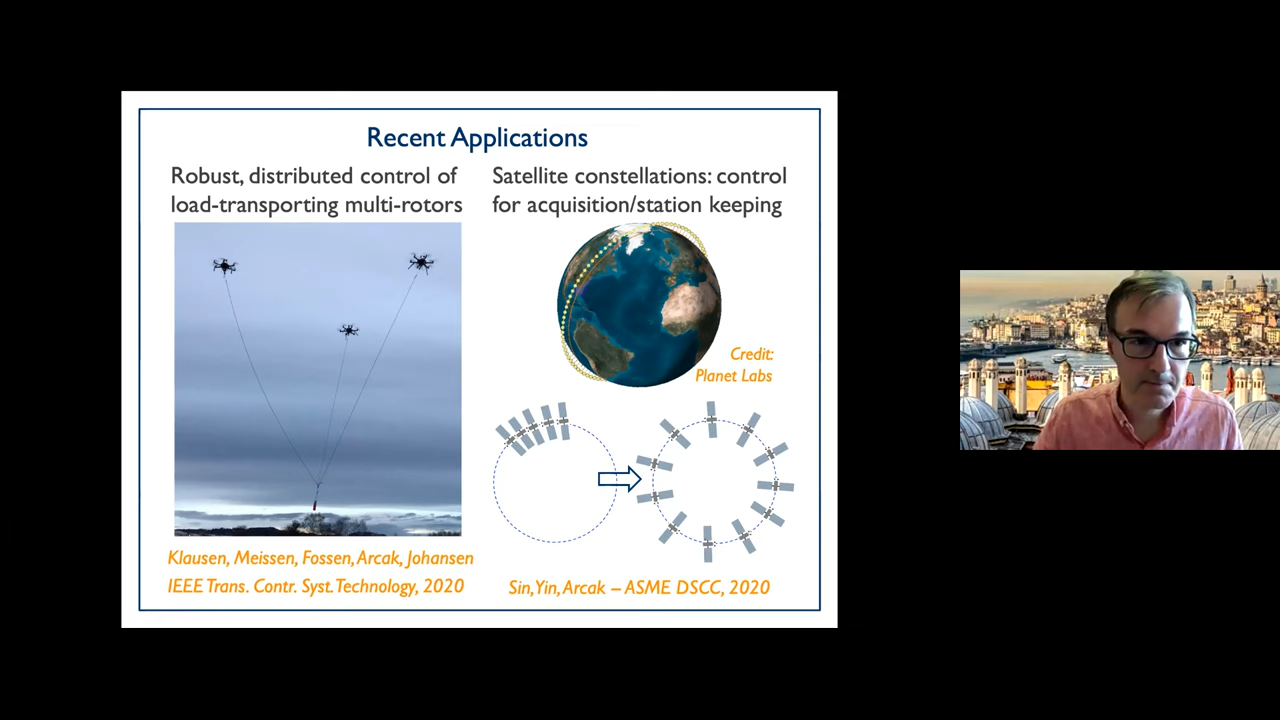 Recent Applications
Robust, distributed control of
load-transporting multi-rotors
Satellite constellations: control
for acquisition/station keeping
Credit:
Planet Labs
Klausen, Meissen, Fossen, Arcak, Johansen
IEEE Trans. Contr. Syst. Technology, 2020
Sin, Yin, Arcak – ASME DSCC, 2020